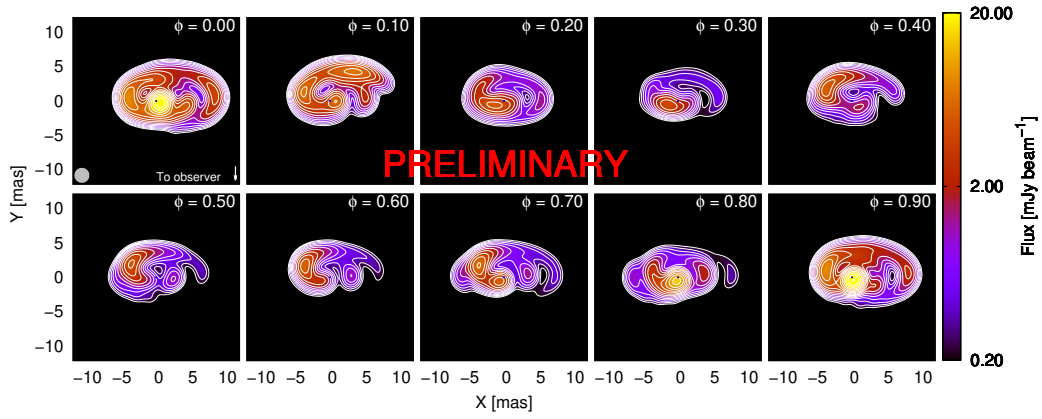 ϕ = 0.00
ϕ = 0.10
ϕ = 0.20
ϕ = 0.30
ϕ = 0.40
10
5
0
−5
−10
To observer
PRELIMINARY
ϕ = 0.50
ϕ = 0.60
ϕ = 0.70
ϕ = 0.80
ϕ = 0.90
10
5
0
−5
−10
−10 −5 0 5 10
−10 −5 0 5 10
−10 −5 0 5 10
−10 −5 0 5 10
−10 −5 0 5 10
X [mas]
Y [mas]
20.00
2.00
0.20
Flux [mJy beam⁻¹]